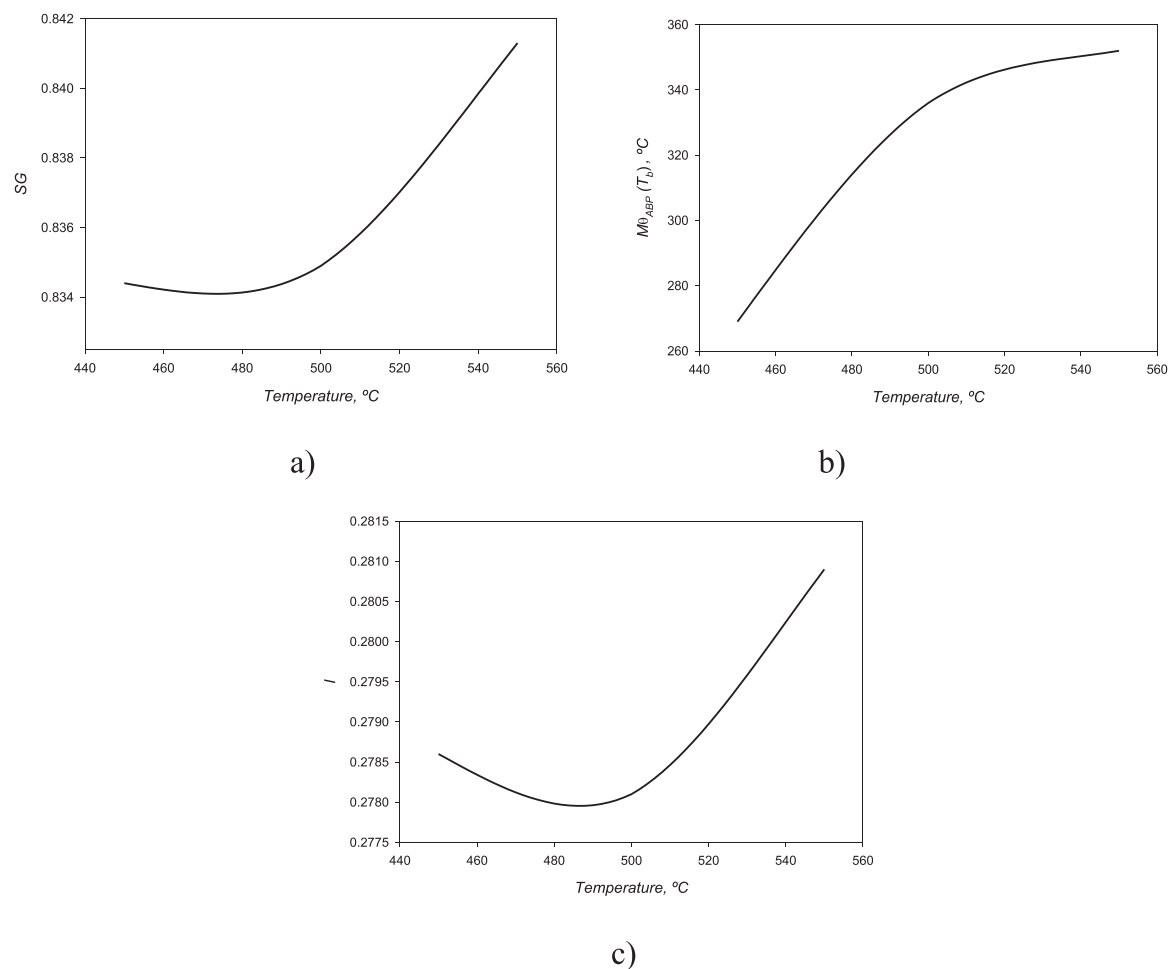 0.842
0.840
0.838
0.836
0.834
SG
440 460 480 500 520 540 560
Temperature, ºC
a)
360
340
320
300
280
260
Mθ_ABP (T_b), ºC
440 460 480 500 520 540 560
Temperature, ºC
b)
0.2815
0.2810
0.2805
0.2800
0.2795
0.2790
0.2785
0.2780
0.2775
I
440 460 480 500 520 540 560
Temperature, ºC
c)